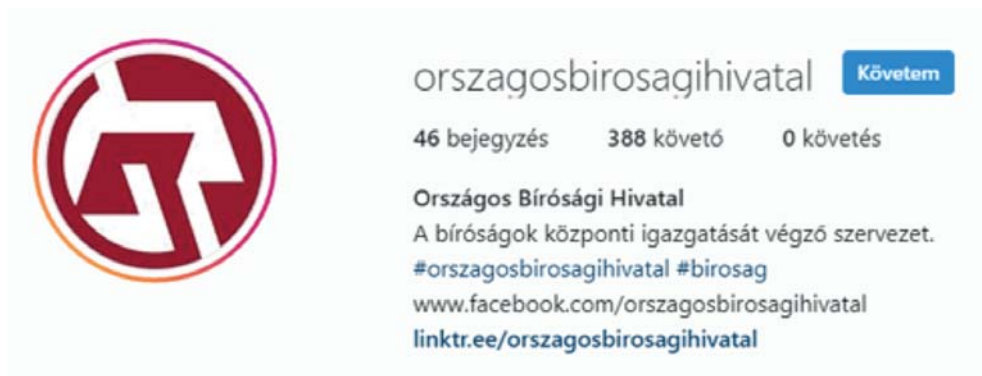 orszagosbirosagihivatal Követem
46 bejegyzés 388 követő 0 követés
Országos Bírósági Hivatal
A bíróságok központi igazgatását végző szervezet.
#orszagosbirosagihivatal #birosag
www.facebook.com/orszagosbirosagihivatal
linktr.ee/orszagosbirosagihivatal